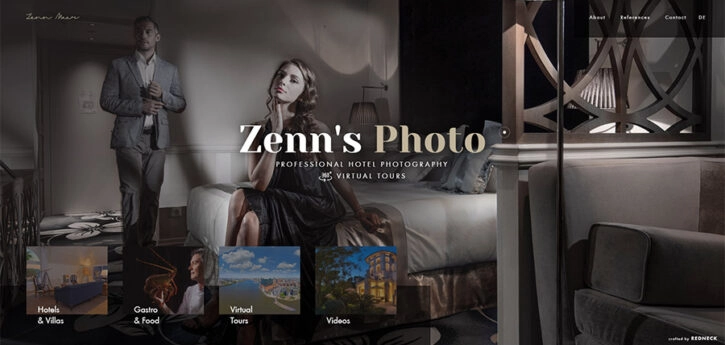 Zenn Maar
About References Contact DE
Zenn's Photo
PROFESSIONAL HOTEL PHOTOGRAPHY
360° VIRTUAL TOURS
Hotels
& Villas
Gastro
& Food
Virtual
Tours
Videos
crafted by REDNECK